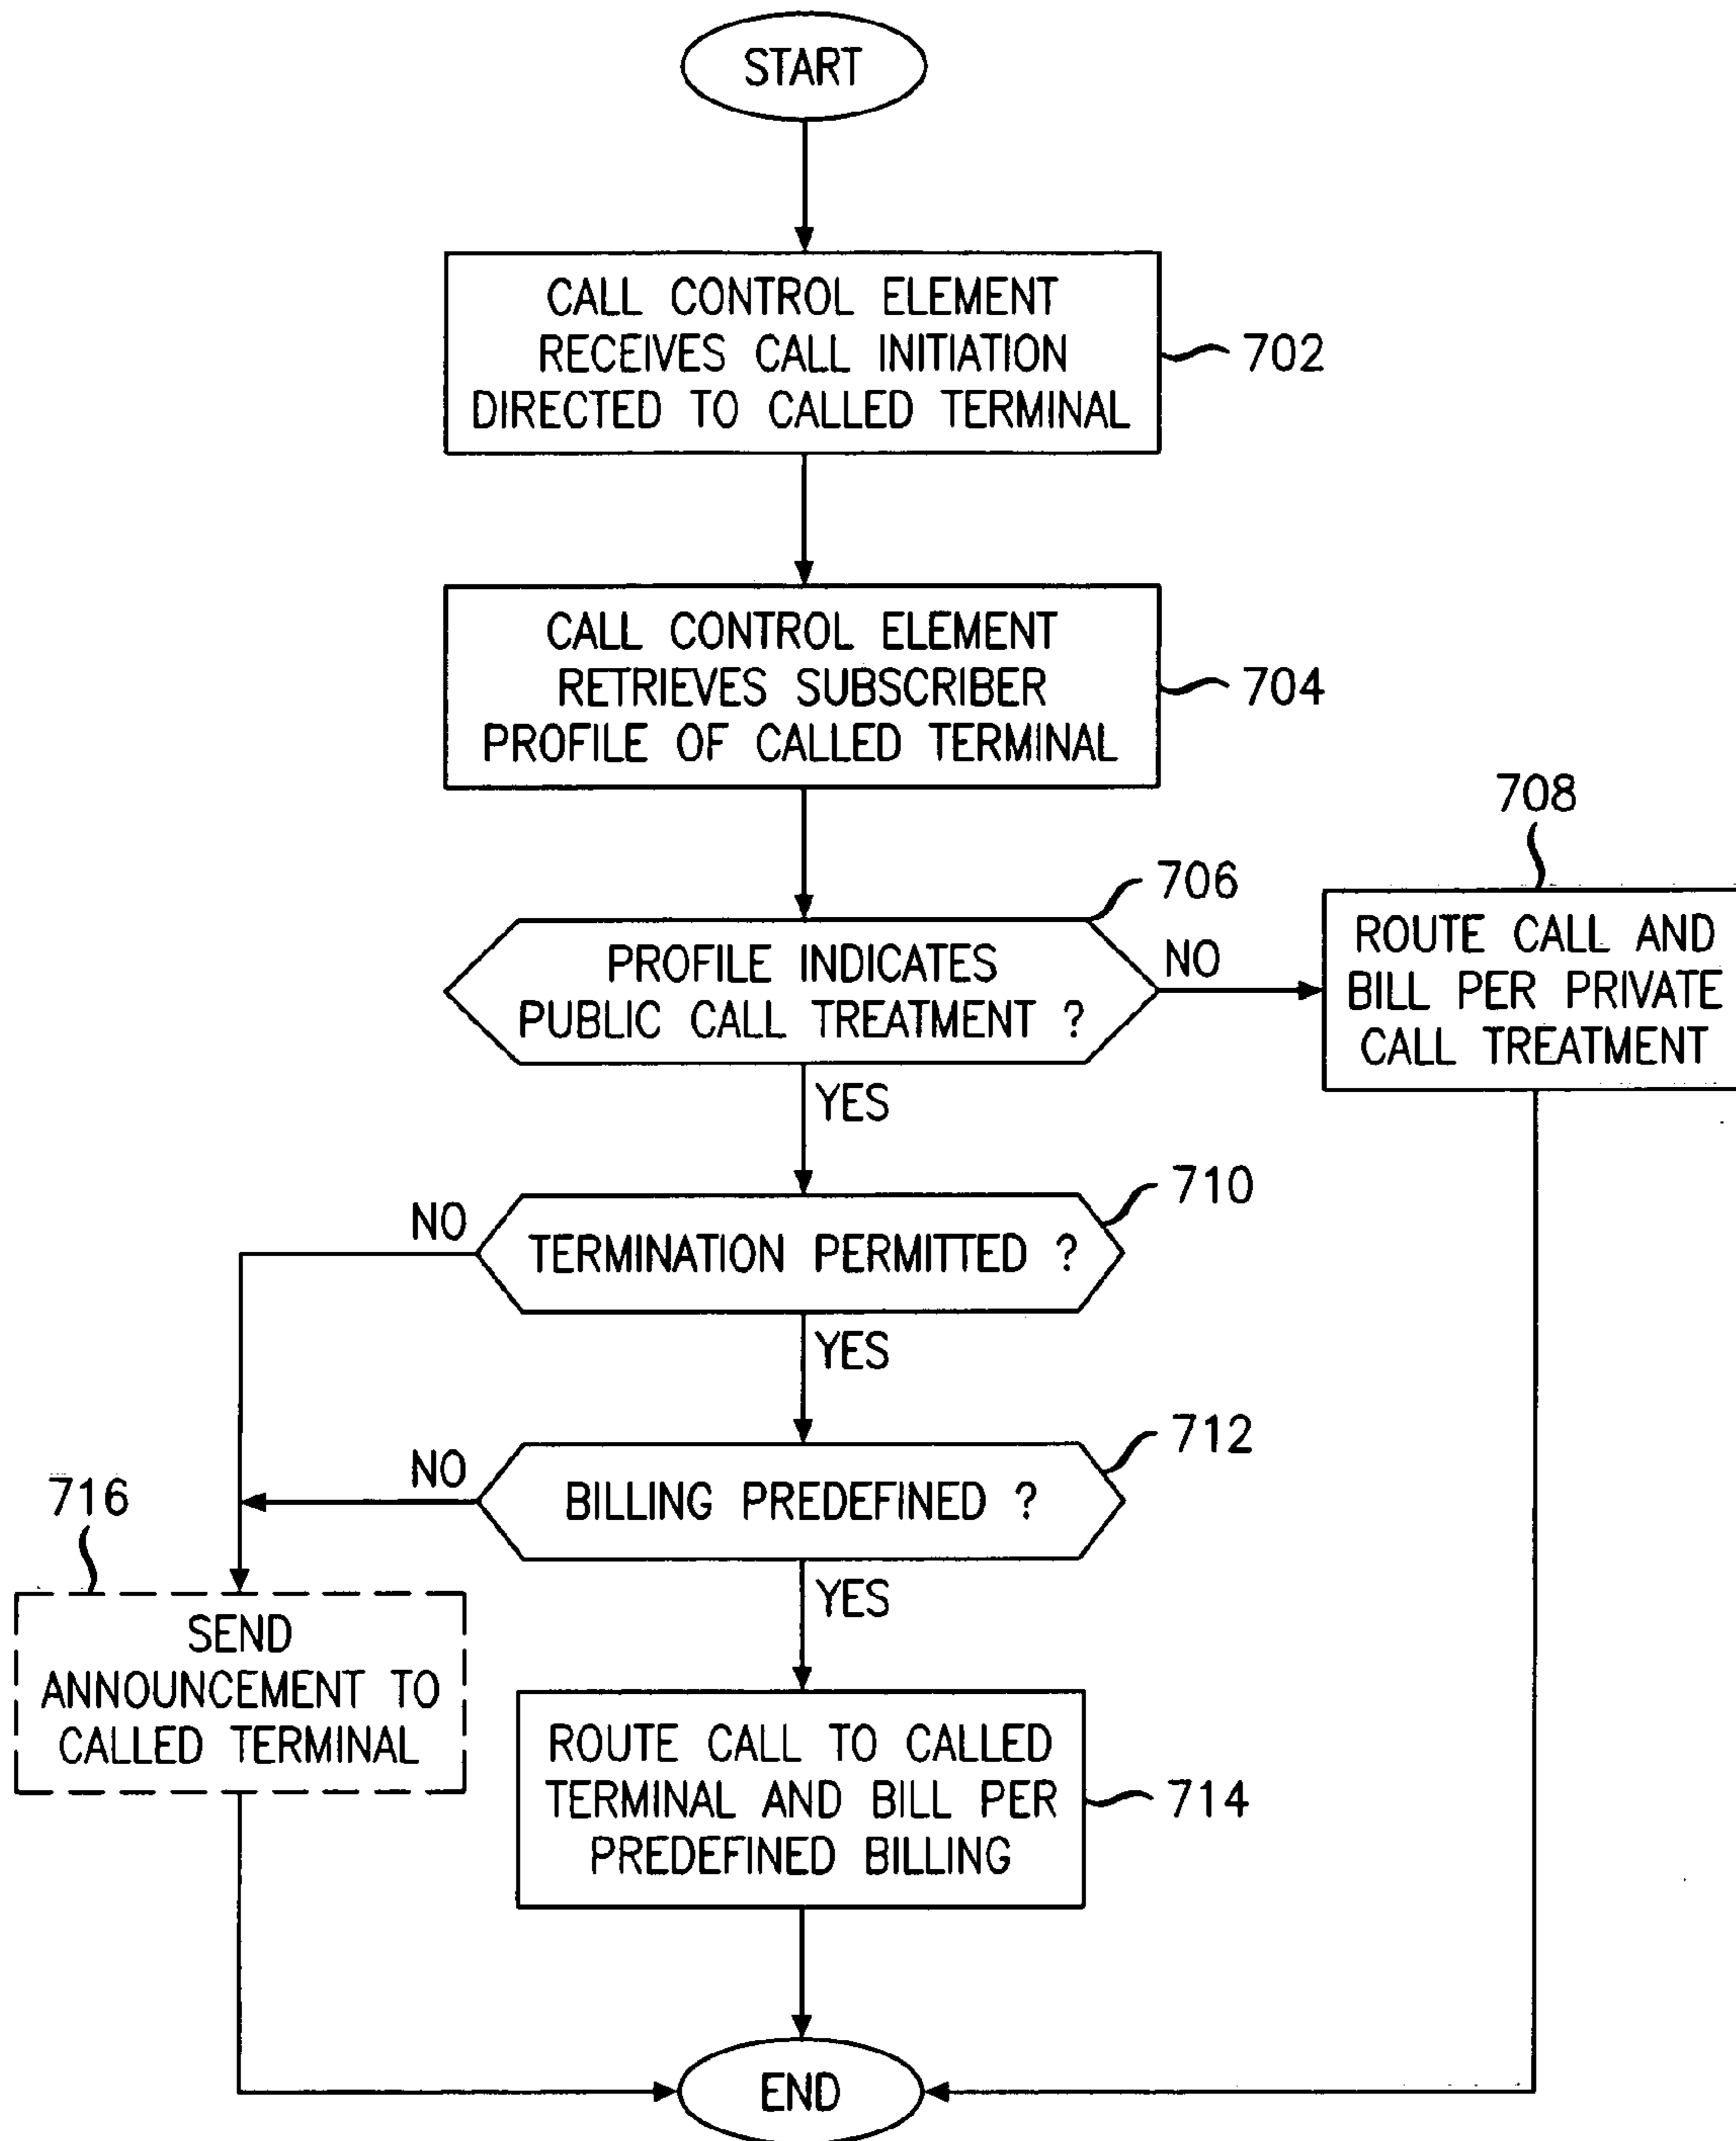 START
CALL CONTROL ELEMENT
RECEIVES CALL INITIATION
DIRECTED TO CALLED TERMINAL
702
CALL CONTROL ELEMENT
RETRIEVES SUBSCRIBER
PROFILE OF CALLED TERMINAL
704
706
PROFILE INDICATES
PUBLIC CALL TREATMENT ?
NO
708
ROUTE CALL AND
BILL PER PRIVATE
CALL TREATMENT
YES
710
NO
TERMINATION PERMITTED ?
YES
712
NO
BILLING PREDEFINED ?
YES
716
SEND
ANNOUNCEMENT TO
CALLED TERMINAL
ROUTE CALL TO CALLED
TERMINAL AND BILL PER
PREDEFINED BILLING
714
END